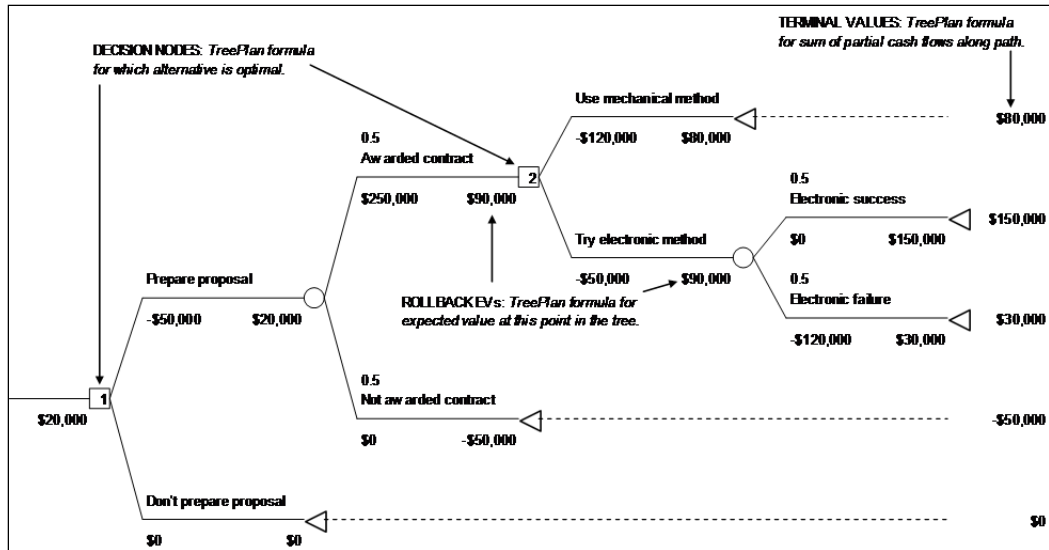 DECISION NODES: TreePlan formula
for which alternative is optimal.
TERMINAL VALUES: TreePlan formula
for sum of partial cash flows along path.
Use mechanical method
-$120,000 $80,000
$80,000
0.5
Awarded contract
$250,000 $90,000
2
0.5
Electronic success
$0 $150,000
$150,000
Try electronic method
-$50,000 $90,000
0.5
Electronic failure
-$120,000 $30,000
$30,000
Prepare proposal
-$50,000 $20,000
ROLLBACK EVs: TreePlan formula for
expected value at this point in the tree.
0.5
Not awarded contract
$0 -$50,000
-$50,000
1
$20,000
Don't prepare proposal
$0 $0
$0